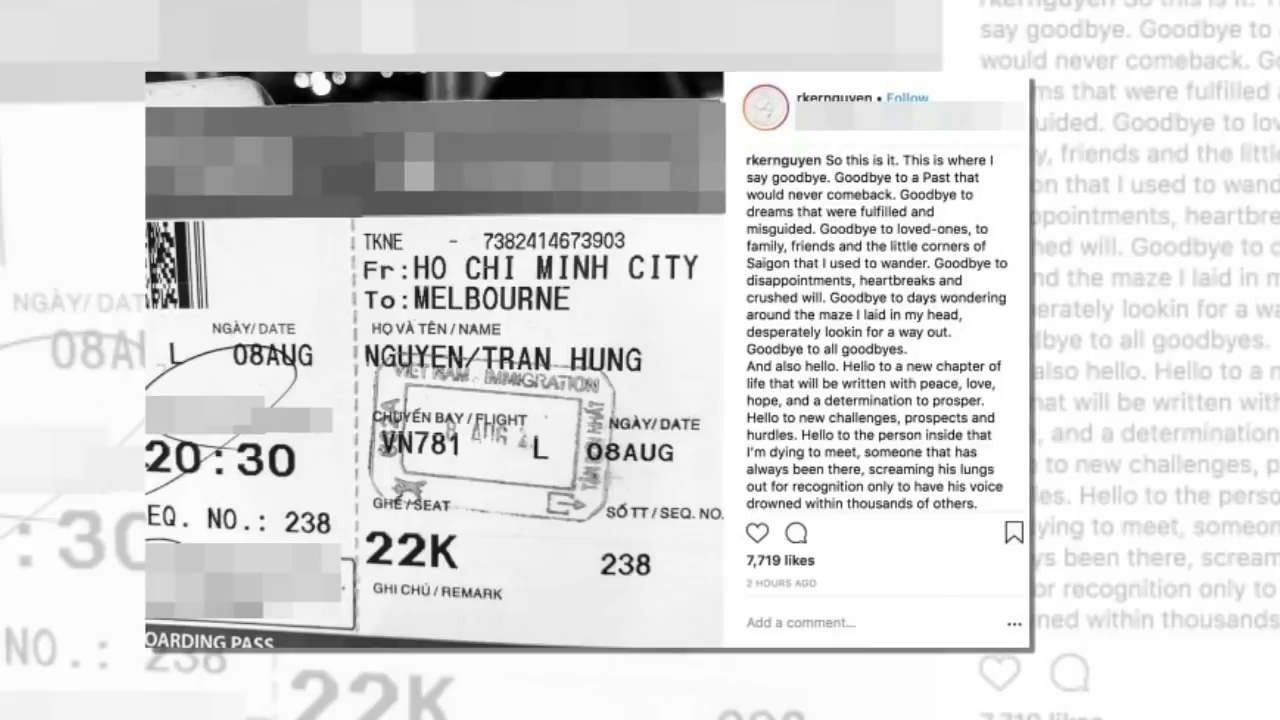 NGÀY/ DATE
L 08AUG
20:30
EQ. NO.: 238
OARDING PASS
TKNE - 7382414673903
Fr:HO CHI MINH CITY
To:MELBOURNE
HỌ VÀ TÊN / NAME
NGUYEN/TRAN HUNG
VIET NAM - IMMIGRATION
CHUYẾN BAY / FLIGHT
NGÀY/ DATE
VN781 L 08AUG
TÂN SƠN NHẤT
GHẾ / SEAT
SỐ TT / SEQ. NO.
22K
238
GHI CHÚ / REMARK
rkernguyen • Follow
rkernguyen So this is it. This is where I
say goodbye. Goodbye to a Past that
would never comeback. Goodbye to
dreams that were fulfilled and
misguided. Goodbye to loved-ones, to
family, friends and the little corners of
Saigon that I used to wander. Goodbye to
disappointments, heartbreaks and
crushed will. Goodbye to days wondering
around the maze I laid in my head,
desperately lookin for a way out.
Goodbye to all goodbyes.
And also hello. Hello to a new chapter of
life that will be written with peace, love,
hope, and a determination to prosper.
Hello to new challenges, prospects and
hurdles. Hello to the person inside that
I'm dying to meet, someone that has
always been there, screaming his lungs
out for recognition only to have his voice
drowned within thousands of others.
7,719 likes
2 HOURS AGO
Add a comment...